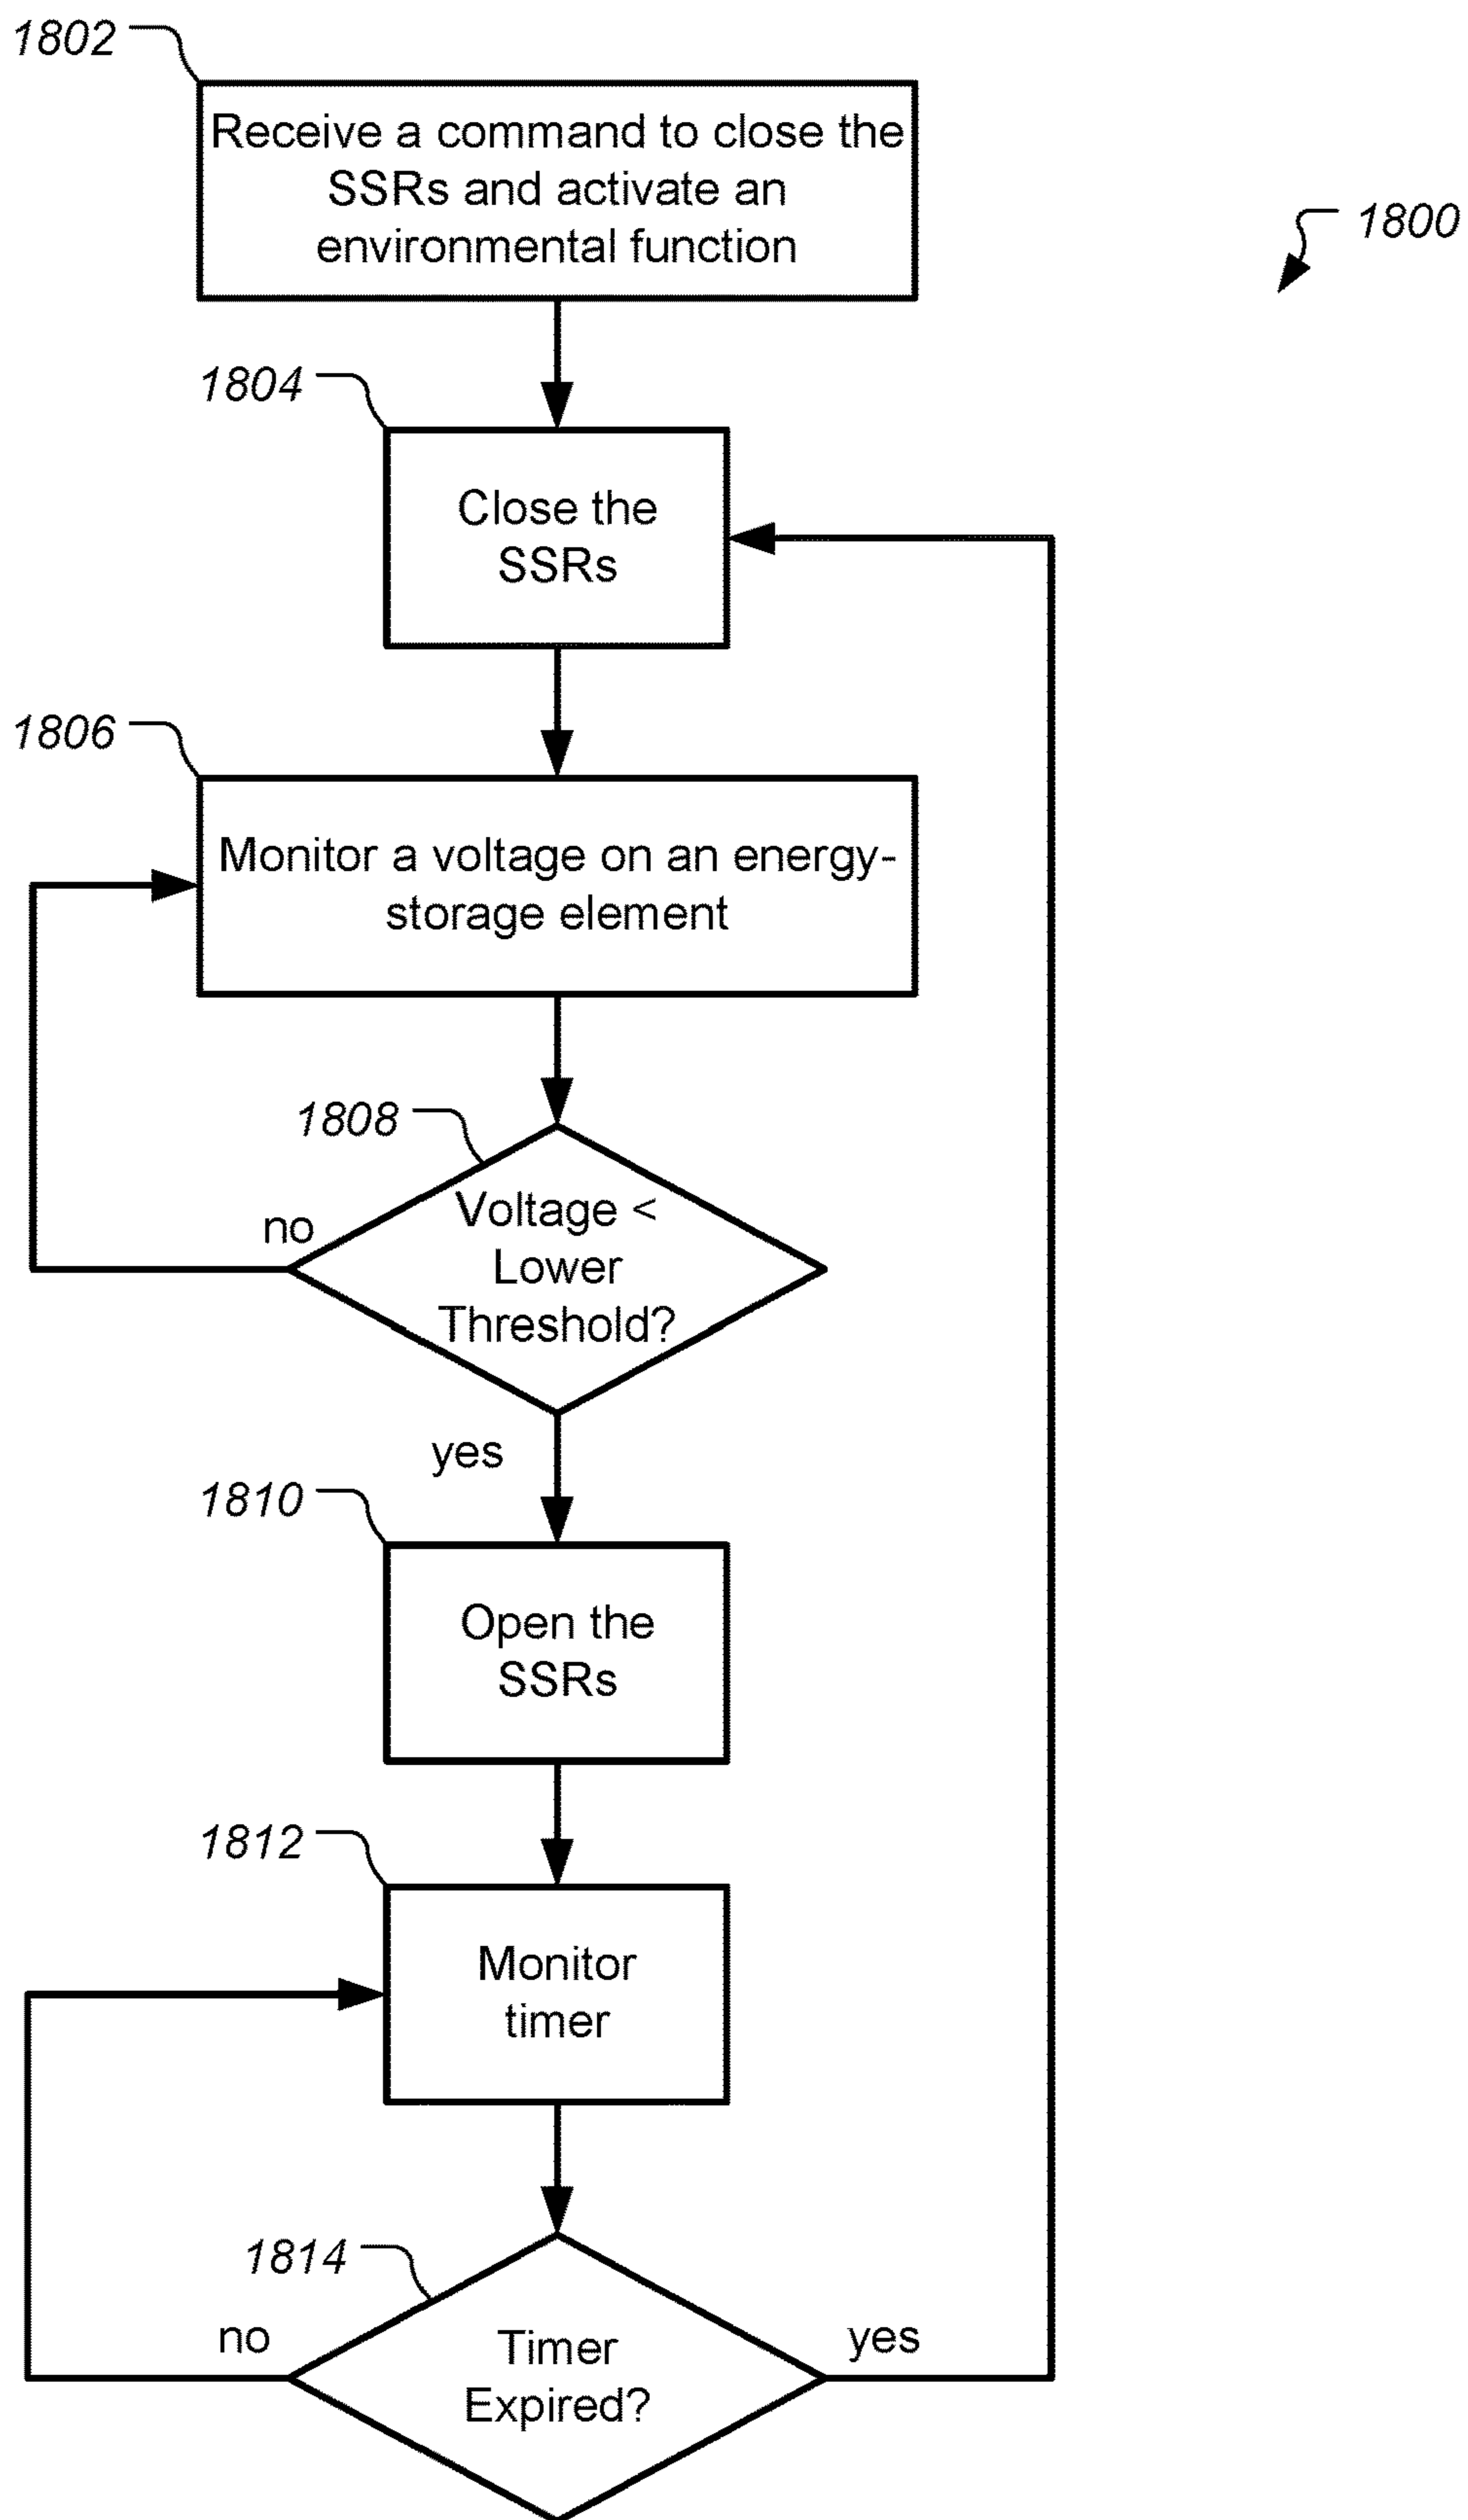 1802
Receive a command to close the
SSRs and activate an
environmental function
1800
1804
Close the
SSRs
1806
Monitor a voltage on an energy-
storage element
1808
Voltage <
Lower
Threshold?
no
yes
1810
Open the
SSRs
1812
Monitor
timer
1814
Timer
Expired?
no
yes